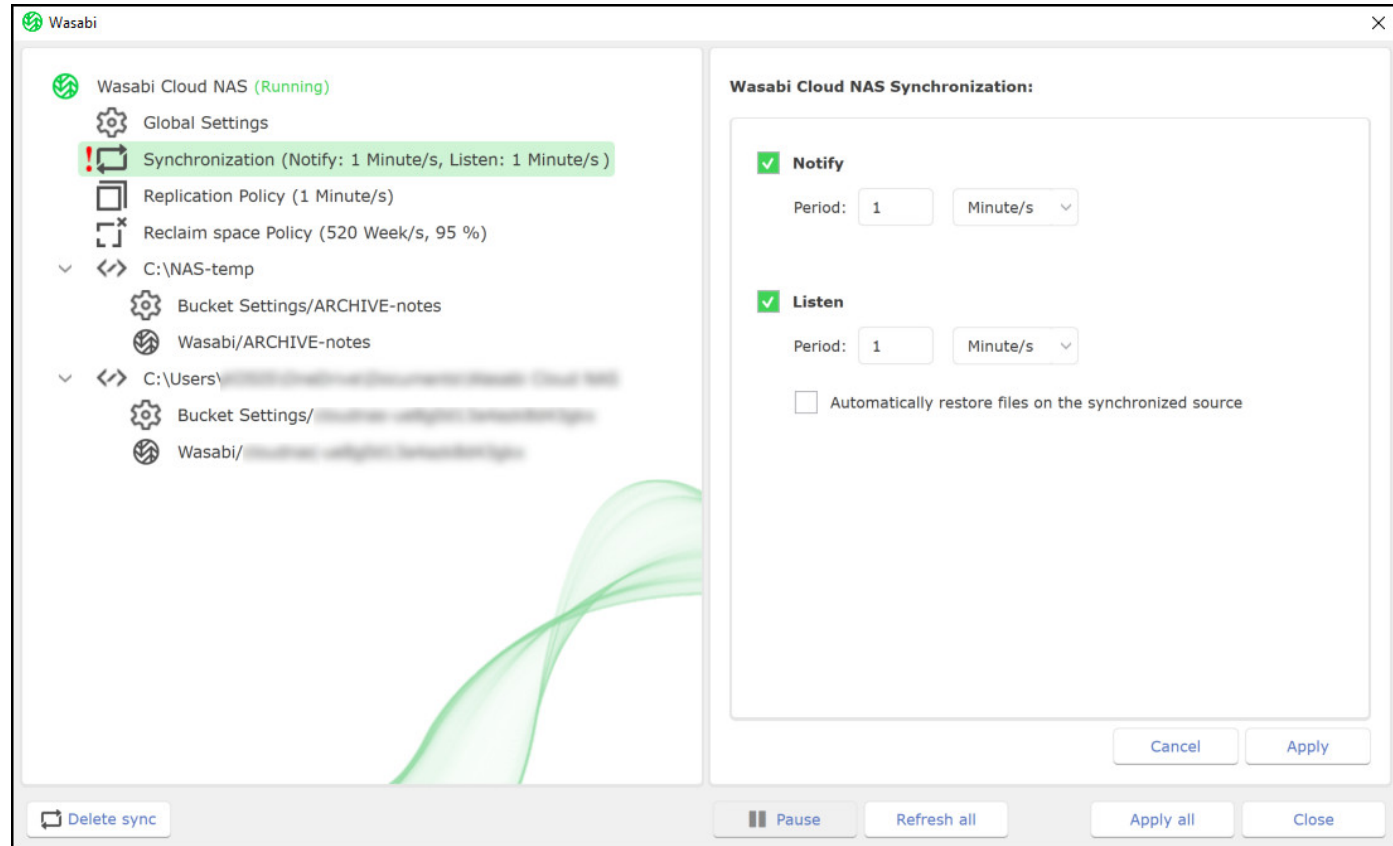 Wasabi
Wasabi Cloud NAS (Running)
Global Settings
! Synchronization (Notify: 1 Minute/s, Listen: 1 Minute/s )
Replication Policy (1 Minute/s)
Reclaim space Policy (520 Week/s, 95 %)
C:\NAS-temp
Bucket Settings/ARCHIVE-notes
Wasabi/ARCHIVE-notes
C:\Users\
Bucket Settings/
Wasabi/
Delete sync
Wasabi Cloud NAS Synchronization:
Notify
Period: 1 Minute/s
Listen
Period: 1 Minute/s
Automatically restore files on the synchronized source
Cancel Apply
Pause Refresh all Apply all Close